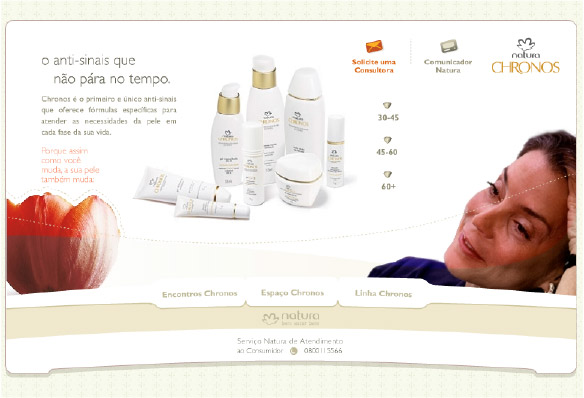 o anti-sinais que
não pára no tempo.
Chronos é o primeiro e único anti-sinais
que oferece fórmulas específicas para
atender as necessidades da pele em
cada fase da sua vida.
Porque assim
como você
muda, a sua pele
também muda.
Solicite uma
Consultora
Comunicador
Natura
natura
CHRONOS
30-45
45-60
60+
natura
CHRONOS
Encontros Chronos
Espaço Chronos
Linha Chronos
natura
bem estar bem
Serviço Natura de Atendimento
ao Consumidor 0800 115566